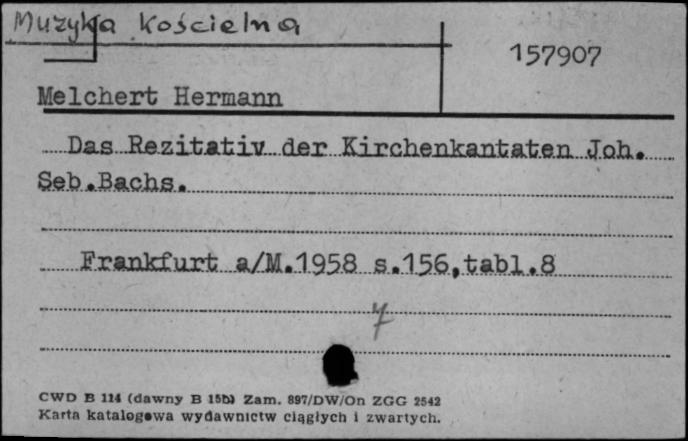 Muzyka Kościelna
157907
Melchert Hermann
Das Rezitativ der Kirchenkantaten Joh.
Seb.Bachs.
Frankfurt a/M.1958 s.156,tabl.8
7
CWD B 114 (dawny B 15b) Zam. 897/DW/On ZGG 2542
Karta katalogowa wydawnictw ciągłych i zwartych.